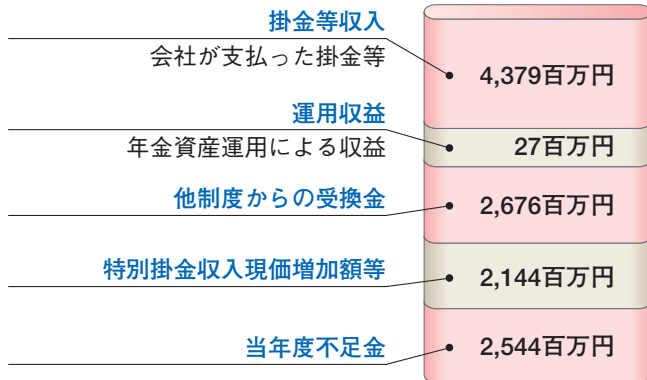 掛金等収入
会社が支払った掛金等
4,379百万円
運用収益
年金資産運用による収益
27百万円
他制度からの受換金
2,676百万円
特別掛金収入現価増加額等
2,144百万円
当年度不足金
2,544百万円